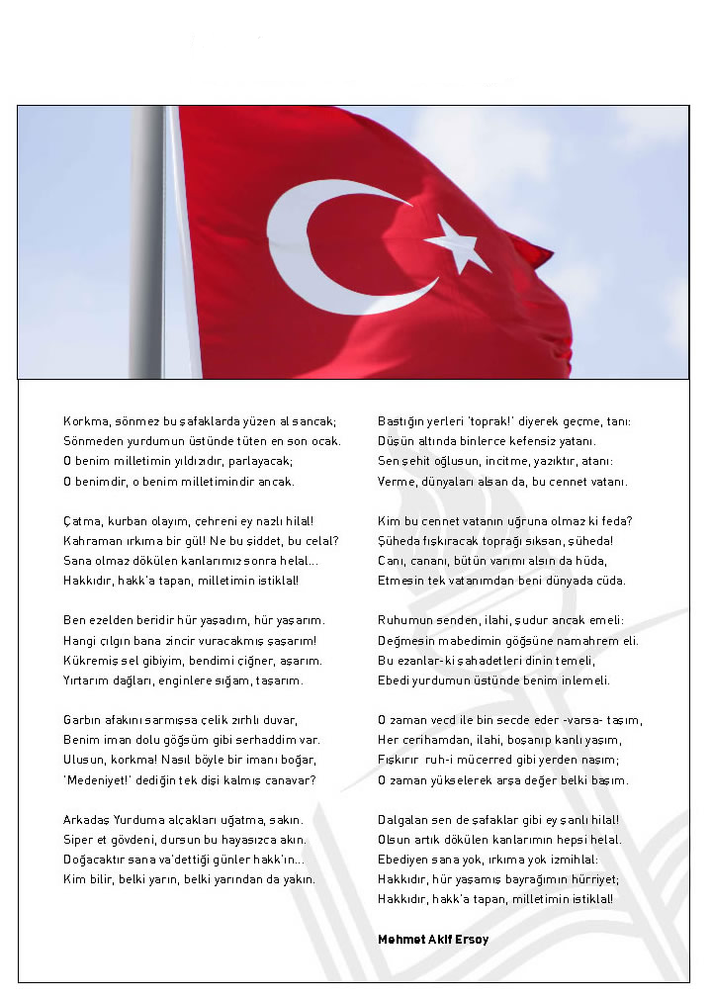 Korkma, sönmez bu şafaklarda yüzen al sancak;
Sönmeden yurdumun üstünde tüten en son ocak.
O benim milletimin yıldızıdır, parlayacak;
O benimdir, o benim milletimindir ancak.

Çatma, kurban olayım, çehreni ey nazlı hilal!
Kahraman ırkıma bir gül! Ne bu şiddet, bu celal?
Sana olmaz dökülen kanlarımız sonra helal...
Hakkıdır, hakk'a tapan, milletimin istiklal!

Ben ezelden beridir hür yaşadım, hür yaşarım.
Hangi çılgın bana zincir vuracakmış şaşarım!
Kükremiş sel gibiyim, bendimi çiğner, aşarım.
Yırtarım dağları, enginlere sığam, taşarım.

Garbın afakını sarmışsa çelik zırhlı duvar,
Benim iman dolu göğsüm gibi serhaddim var.
Ulusun, korkma! Nasıl böyle bir imanı boğar,
'Medeniyet!' dediğin tek dişi kalmış canavar?

Arkadaş Yurduma alçakları uğatma, sakın.
Siper et gövdeni, dursun bu hayasızca akın.
Doğacaktır sana va'dettiği günler hakk'ın...
Kim bilir, belki yarın, belki yarından da yakın.

Bastığın yerleri 'toprak!' diyerek geçme, tanı:
Düşün altında binlerce kefensiz yatanı.
Sen şehit oğlusun, incitme, yazıktır, atanı:
Verme, dünyaları alsan da, bu cennet vatanı.

Kim bu cennet vatanın uğruna olmaz ki feda?
Şüheda fışkıracak toprağı sıksan, şüheda!
Canı, cananı, bütün varımı alsın da hüda,
Etmesin tek vatanımdan beni dünyada cüda.

Ruhumun senden, ilahi, şudur ancak emeli:
Değmesin mabedimin göğsüne namahrem eli.
Bu ezanlar-ki şahadetleri dinin temeli,
Ebedi yurdumun üstünde benim inlemeli.

O zaman vecd ile bin secde eder -varsa- taşım,
Her cerihamdan, ilahi, boşanıp kanlı yaşım,
Fışkırır ruh-i mücerred gibi yerden naşım;
O zaman yükselerek arşa değer belki başım.

Dalgalan sen de şafaklar gibi ey şanlı hilal!
Olsun artık dökülen kanlarımın hepsi helal.
Ebediyen sana yok, ırkıma yok izmihlal:
Hakkıdır, hür yaşamış bayrağımın hürriyet;
Hakkıdır, hakk'a tapan, milletimin istiklal!

Mehmet Akif Ersoy